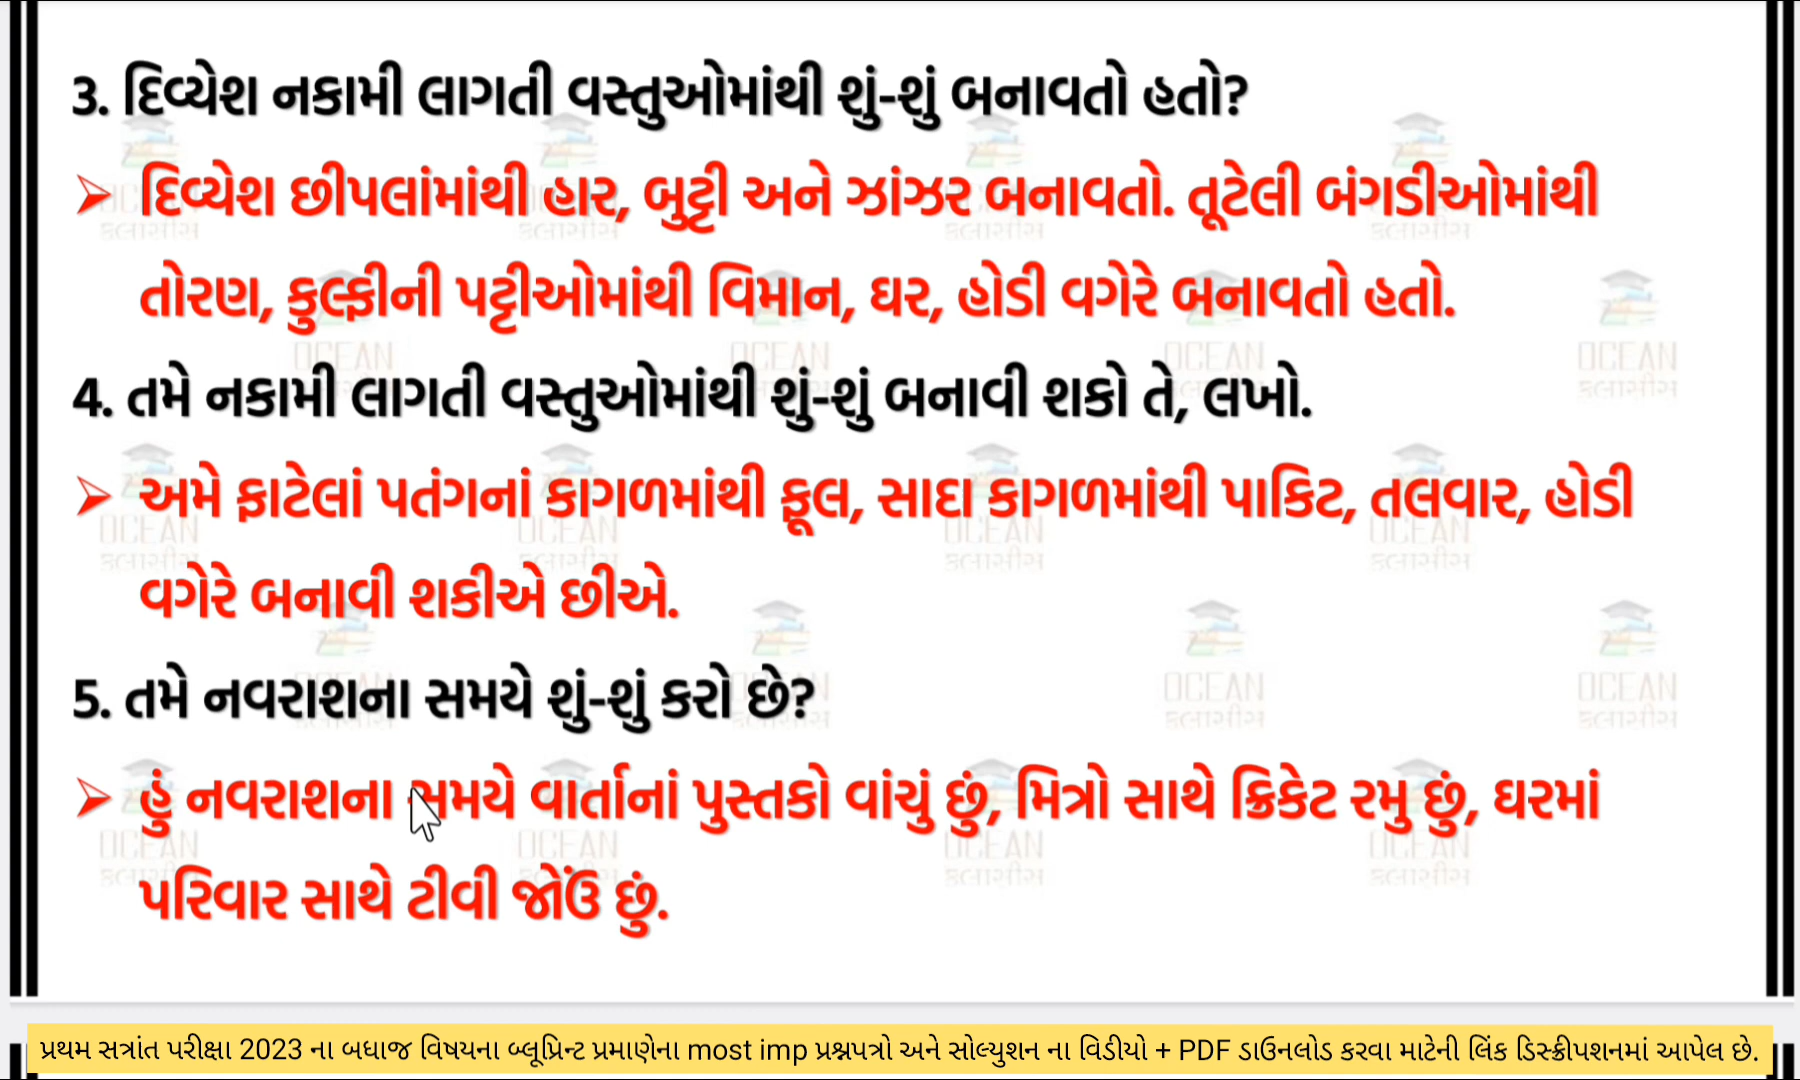 3. દિવ્યેશ નકામી લાગતી વસ્તુઓમાંથી શું-શું બનાવતો હતો?
➢ દિવ્યેશ છીપલાંમાંથી હાર, બુટ્ટી અને ઝાંઝર બનાવતો. તૂટેલી બંગડીઓમાંથી
તોરણ, કુલ્ફીની પટ્ટીઓમાંથી વિમાન, ઘર, હોડી વગેરે બનાવતો હતો.
4. તમે નકામી લાગતી વસ્તુઓમાંથી શું-શું બનાવી શકો તે, લખો.
➢ અમે ફાટેલાં પતંગનાં કાગળમાંથી ફૂલ, સાદા કાગળમાંથી પાકિટ, તલવાર, હોડી
વગેરે બનાવી શકીએ છીએ.
5. તમે નવરાશના સમયે શું-શું કરો છે?
➢ હું નવરાશના સમયે વાર્તાનાં પુસ્તકો વાંચું છું, મિત્રો સાથે ક્રિકેટ રમુ છું, ઘરમાં
પરિવાર સાથે ટીવી જોઉં છું.
OCEAN
કલાસીસ
પ્રથમ સત્રાંત પરીક્ષા 2023 ના બધાજ વિષયના બ્લૂપ્રિન્ટ પ્રમાણેના most imp પ્રશ્નપત્રો અને સોલ્યુશન ના વિડીયો + PDF ડાઉનલોડ કરવા માટેની લિંક ડિસ્ક્રીપશનમાં આપેલ છે.